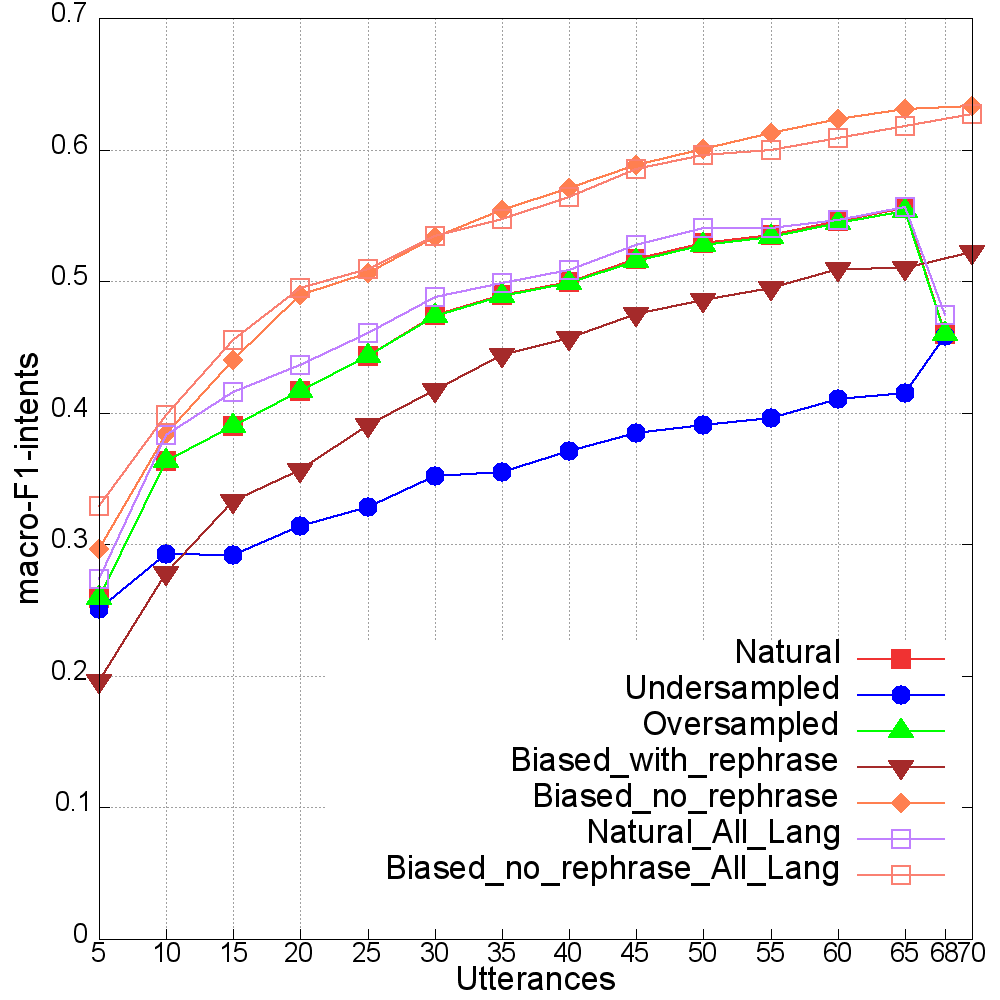 0.7
0.6
0.5
0.4
0.3
0.2
0.1
0
macro-F1-intents
Natural
Undersampled
Oversampled
Biased_with_rephrase
Biased_no_rephrase
Natural_All_Lang
Biased_no_rephrase_All_Lang
5 10 15 20 25 30 35 40 45 50 55 60 65 68 70
Utterances